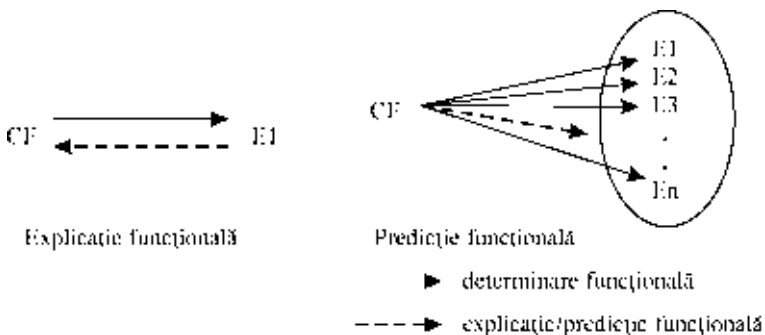 CF E1
Explicație funcțională
CF
E1
E2
E3
.
.
En
Predicție funcțională
determinare funcțională
explicație/predicție funcțională